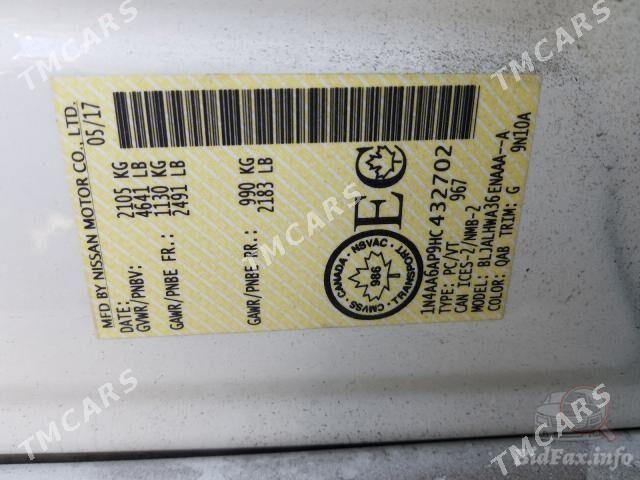 MFD BY NISSAN MOTOR CO., LTD.
DATE: 05/17
GVWR/PNBV: 2105 KG
4641 LB
GAWR/PNBE FR.: 1130 KG
2491 LB
GAWR/PNBE RR.: 990 KG
2183 LB
EC
CMVSS-CANADA-NSVAC
TRANSPORT
986
1N4AA6AP9HC432702
TYPE: PC/VT 967
CAN ICES-2/NMB-2
MODEL: BLJALHWA36ENAAA--A
COLOR: QAB TRIM: G 9N10A
TMCARS
TMCARS
TMCARS
TMCARS
TMCARS
TMCARS
TMCARS
TMCARS
BidFax.info